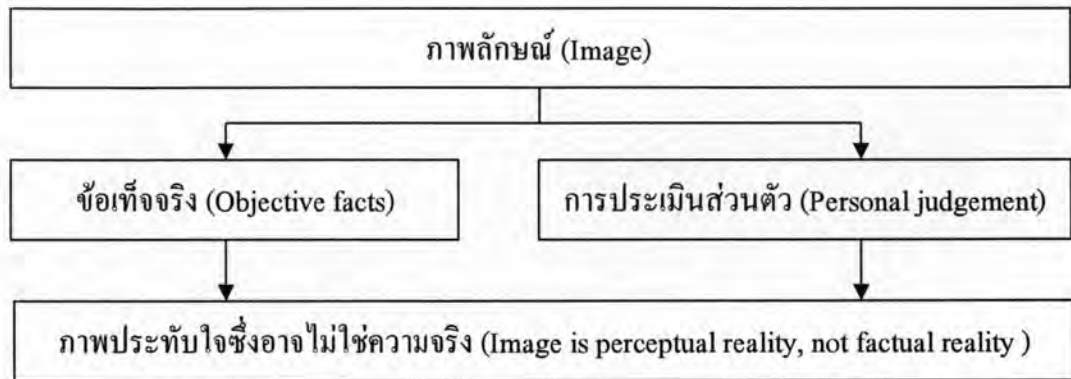 ภาพลักษณ์ (Image)
ข้อเท็จจริง (Objective facts)
การประเมินส่วนตัว (Personal judgement)
ภาพประทับใจซึ่งอาจไม่ใช่ความจริง (Image is perceptual reality, not factual reality )